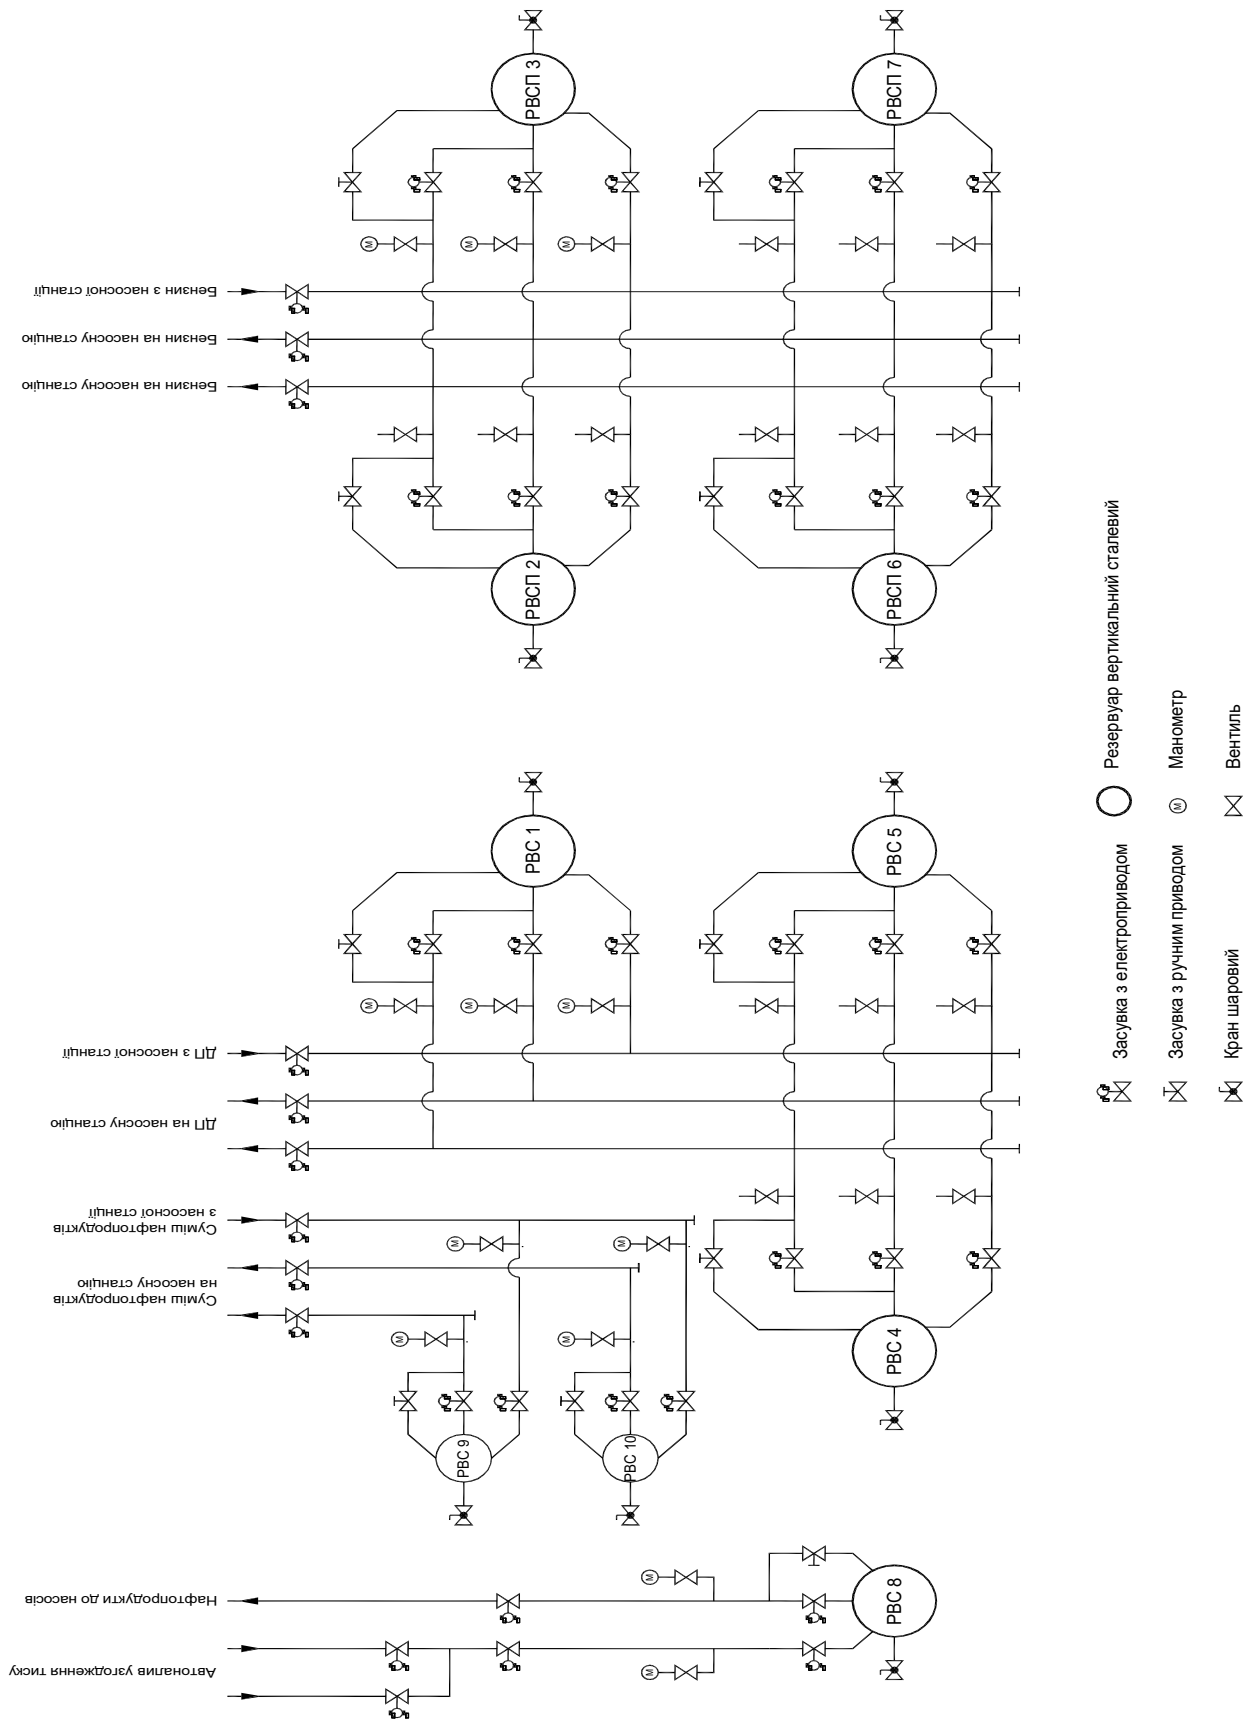 РВСП 3
РВСП 7
М
М
М
Бензин з насосної станції
Бензин на насосну станцію
Бензин на насосну станцію
РВСП 2
РВСП 6
РВС 1
РВС 5
М
М
М
ДП з насосної станції
ДП на насосну станцію
Суміш нафтопродуктів
з насосної станції
М
М
Суміш нафтопродуктів
на насосну станцію
М
М
РВС 4
РВС 9
РВС 10
Нафтопродукти до насосів
М
РВС 8
Автоналив узгодження тиску
М
Засувка з електроприводом
Резервуар вертикальний сталевий
Засувка з ручним приводом
М
Манометр
Кран шаровий
Вентиль